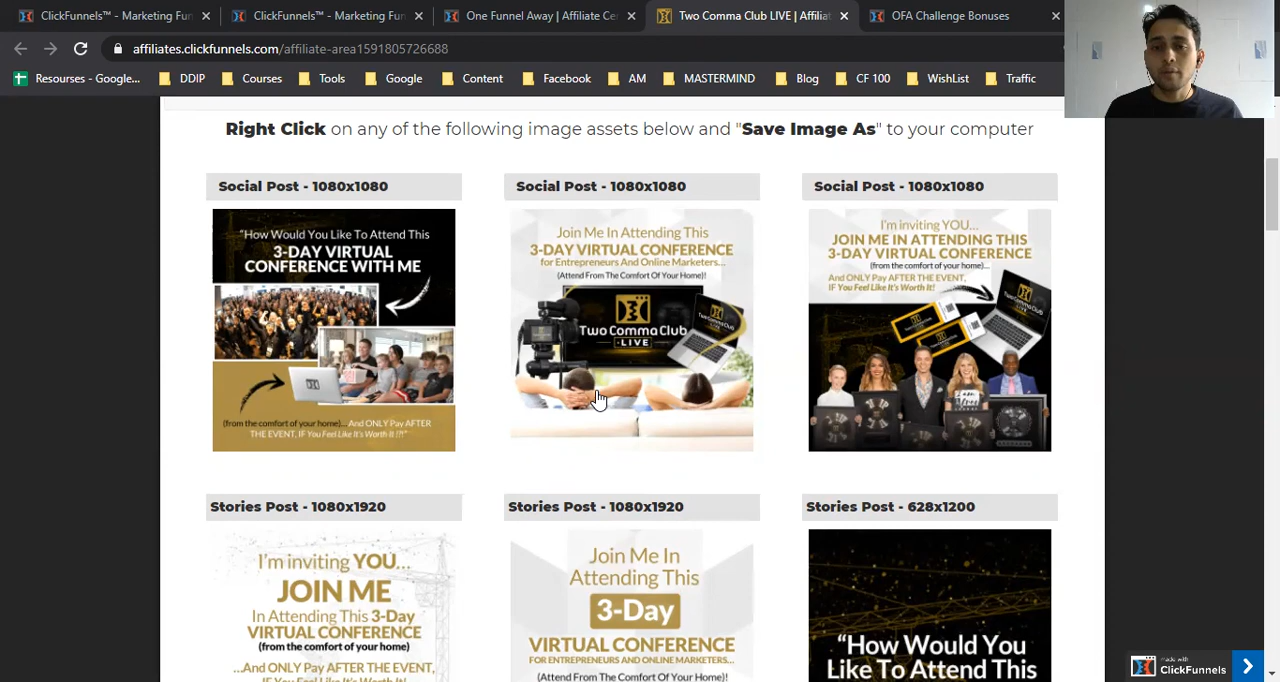 ClickFunnels™ - Marketing Fun
ClickFunnels™ - Marketing Fun
One Funnel Away | Affiliate Ce
Two Comma Club LIVE | Affilia
OFA Challenge Bonuses
affiliates.clickfunnels.com/affiliate-area1591805726688
Resourses - Google...
DDIP
Courses
Tools
Google
Content
Facebook
AM
MASTERMIND
Blog
CF 100
WishList
Traffic
Right Click on any of the following image assets below and "Save Image As" to your computer
Social Post - 1080x1080
Social Post - 1080x1080
Social Post - 1080x1080
"How Would You Like To Attend This
3-DAY VIRTUAL
CONFERENCE WITH ME
(from the comfort of your home)... And ONLY Pay AFTER
THE EVENT, IF You Feel Like It's Worth It !?!"
Join Me In Attending This
3-DAY VIRTUAL CONFERENCE
for Entrepreneurs And Online Marketers...
(Attend From The Comfort Of Your Home)!
TwoCommaClub
LIVE
I'm inviting YOU...
JOIN ME IN ATTENDING THIS
3-DAY VIRTUAL CONFERENCE
(from the comfort of your home)...
And ONLY Pay AFTER THE EVENT,
IF You Feel Like It's Worth It!
Stories Post - 1080x1920
Stories Post - 1080x1920
Stories Post - 628x1200
I'm inviting YOU...
JOIN ME
In Attending This 3-Day
VIRTUAL CONFERENCE
(from the comfort of your home)
...And ONLY Pay AFTER THE EVENT,
Join Me In
Attending This
3-Day
VIRTUAL CONFERENCE
FOR ENTREPRENEURS AND ONLINE MARKETERS...
(Attend From The Comfort Of Your Home)!
"How Would You
Like To Attend This
made with
ClickFunnels